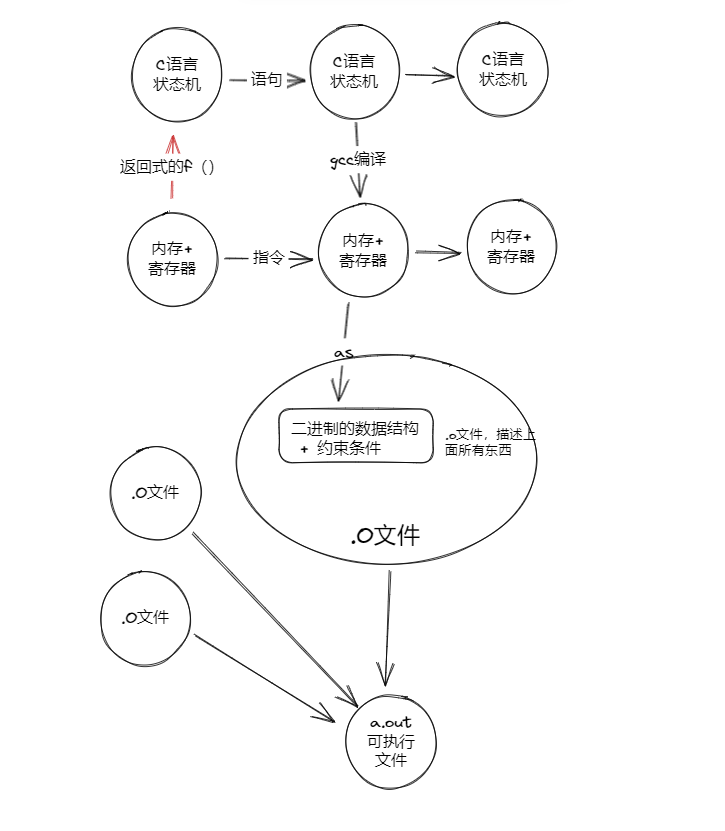 C语言
状态机
语句
C语言
状态机
C语言
状态机
返回式的f（）
gcc编译
内存+
寄存器
指令
内存+
寄存器
内存+
寄存器
as
二进制的数据结构
+ 约束条件
.o文件，描述上
面所有东西
.O文件
.O文件
.O文件
a.out
可执行
文件